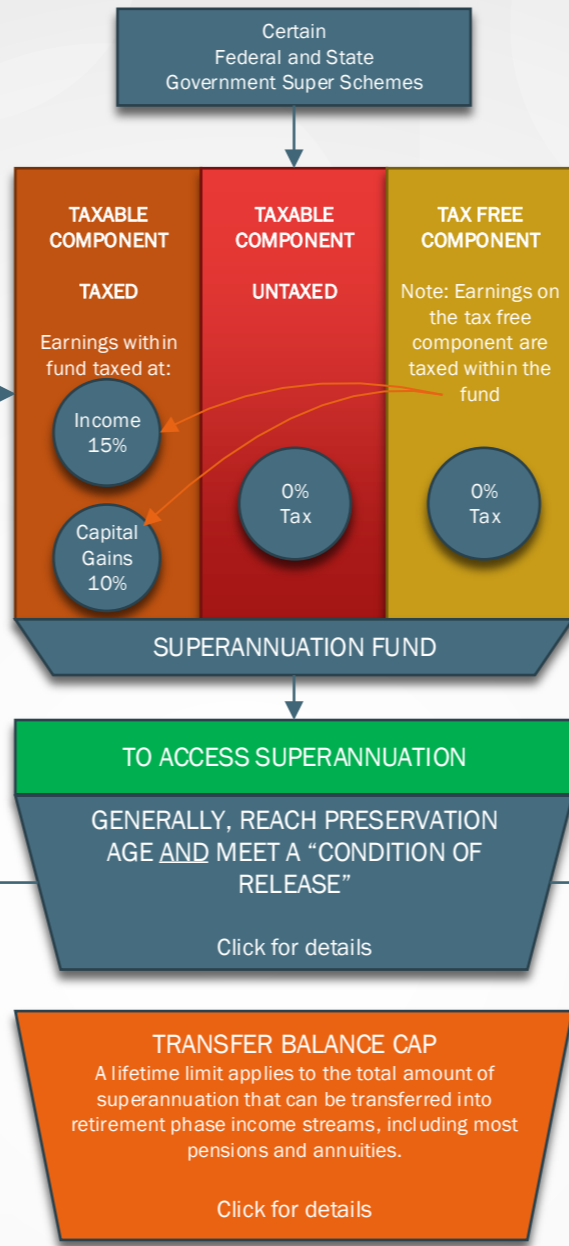 Certain
Federal and State
Government Super Schemes
TAXABLE
COMPONENT
TAXED
Earnings within
fund taxed at:
Income
15%
Capital
Gains
10%
TAXABLE
COMPONENT
UNTAXED
0%
Tax
TAX FREE
COMPONENT
Note: Earnings on
the tax free
component are
taxed within the
fund
0%
Tax
SUPERANNUATION FUND
TO ACCESS SUPERANNUATION
GENERALLY, REACH PRESERVATION
AGE AND MEET A “CONDITION OF
RELEASE”
Click for details
TRANSFER BALANCE CAP
A lifetime limit applies to the total amount of
superannuation that can be transferred into
retirement phase income streams, including most
pensions and annuities.
Click for details